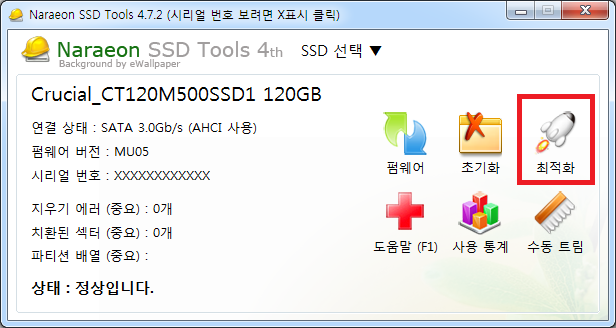 Naraeon SSD Tools 4.7.2 (시리얼 번호 보려면 X표시 클릭)
Naraeon SSD Tools 4th SSD 선택 ▼
Background by eWallpaper
Crucial_CT120M500SSD1 120GB
연결 상태 : SATA 3.0Gb/s (AHCI 사용)
펌웨어 버전 : MU05
시리얼 번호 : XXXXXXXXXXXX
지우기 에러 (중요) : 0개
치환된 섹터 (중요) : 0개
파티션 배열 (중요) :
상태 : 정상입니다.
펌웨어 초기화 최적화
도움말 (F1) 사용 통계 수동 트림